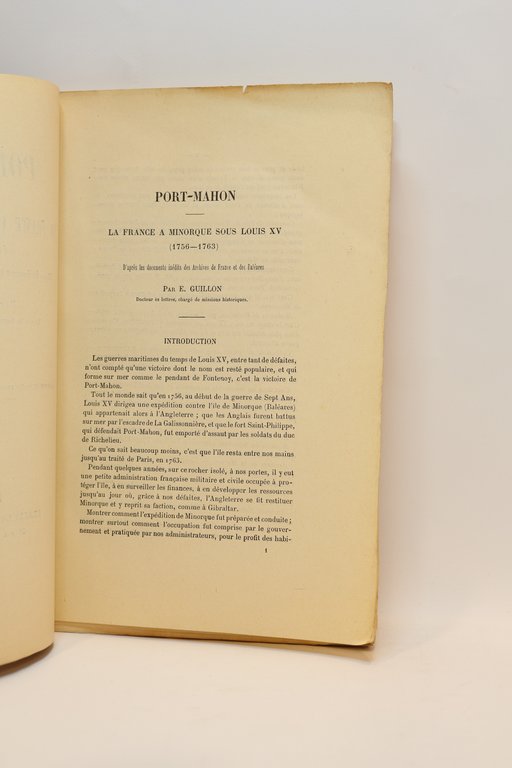 PORT-MAHON
LA FRANCE A MINORQUE SOUS LOUIS XV
(1756—1763)
D'après les documents inédits des Archives de France et des Baléares
PAR E. GUILLON
Docteur ès lettres, chargé de missions historiques.
INTRODUCTION
Les guerres maritimes du temps de Louis XV, entre tant de défaites,
n'ont compté qu'une victoire dont le nom est resté populaire, et qui
forme sur mer comme le pendant de Fontenoy, c'est la victoire de
Port-Mahon.
Tout le monde sait qu'en 1756, au début de la guerre de Sept Ans,
Louis XV dirigea une expédition contre l'île de Minorque (Baléares)
qui appartenait alors à l'Angleterre ; que les Anglais furent battus
sur mer par l'escadre de La Galissonnière, et que le fort Saint-Philippe,
qui défendait Port-Mahon, fut emporté d'assaut par les soldats du duc
de Richelieu.
Ce qu'on sait beaucoup moins, c'est que l'île resta entre nos mains
jusqu'au traité de Paris, en 1763.
Pendant quelques années, sur ce rocher isolé, à nos portes, il y eut
une petite administration française militaire et civile occupée à pro-
téger l'île, à en surveiller les finances, à en développer les ressources
jusqu'au jour où, grâce à nos défaites, l'Angleterre se fit restituer
Minorque et y reprit sa faction, comme à Gibraltar.
Montrer comment l'expédition de Minorque fut préparée et conduite ;
montrer surtout comment l'occupation fut comprise par le gouver-
nement et pratiquée par nos administrateurs, pour le profit des habi-
1